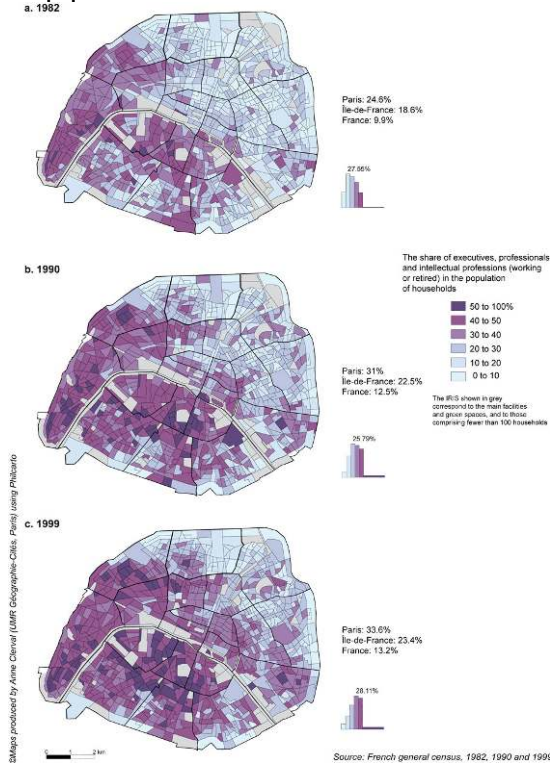 a. 1982
Paris: 24.6%
Île-de-France: 18.6%
France: 9.9%
27.56%
The share of executives, professionals
and intellectual professions (working
or retired) in the population
of households
50 to 100%
40 to 50
30 to 40
20 to 30
10 to 20
0 to 10
The IRIS shown in grey
correspond to the main facilities
and green spaces, and to those
comprising fewer than 100 households
b. 1990
Paris: 31%
Île-de-France: 22.5%
France: 12.5%
25.79%
c. 1999
Paris: 33.6%
Île-de-France: 23.4%
France: 13.2%
28.11%
©Maps produced by Anne Clerval (UMR Géographie-Cités, Paris) using Philcarto
0 1 2 km
Source: French general census, 1982, 1990 and 1999